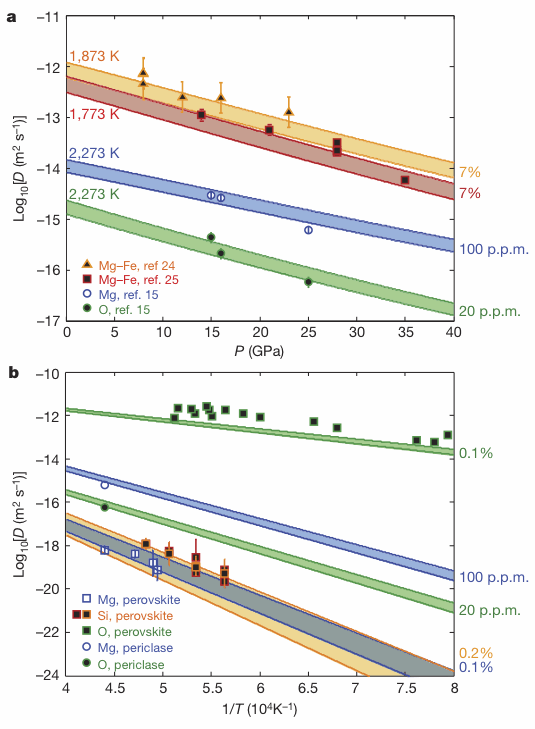 a
−11
−12
−13
−14
−15
−16
−17
Log10[D (m2 s−1)]
1,873 K
1,773 K
2,273 K
2,273 K
7%
7%
100 p.p.m.
20 p.p.m.
Mg–Fe, ref 24
Mg–Fe, ref 25
Mg, ref. 15
O, ref. 15
0 5 10 15 20 25 30 35 40
P (GPa)
b
−10
−12
−14
−16
−18
−20
−22
−24
Log10[D (m2 s−1)]
0.1%
100 p.p.m.
20 p.p.m.
0.2%
0.1%
Mg, perovskite
Si, perovskite
O, perovskite
Mg, periclase
O, periclase
4 4.5 5 5.5 6 6.5 7 7.5 8
1/T (104K−1)